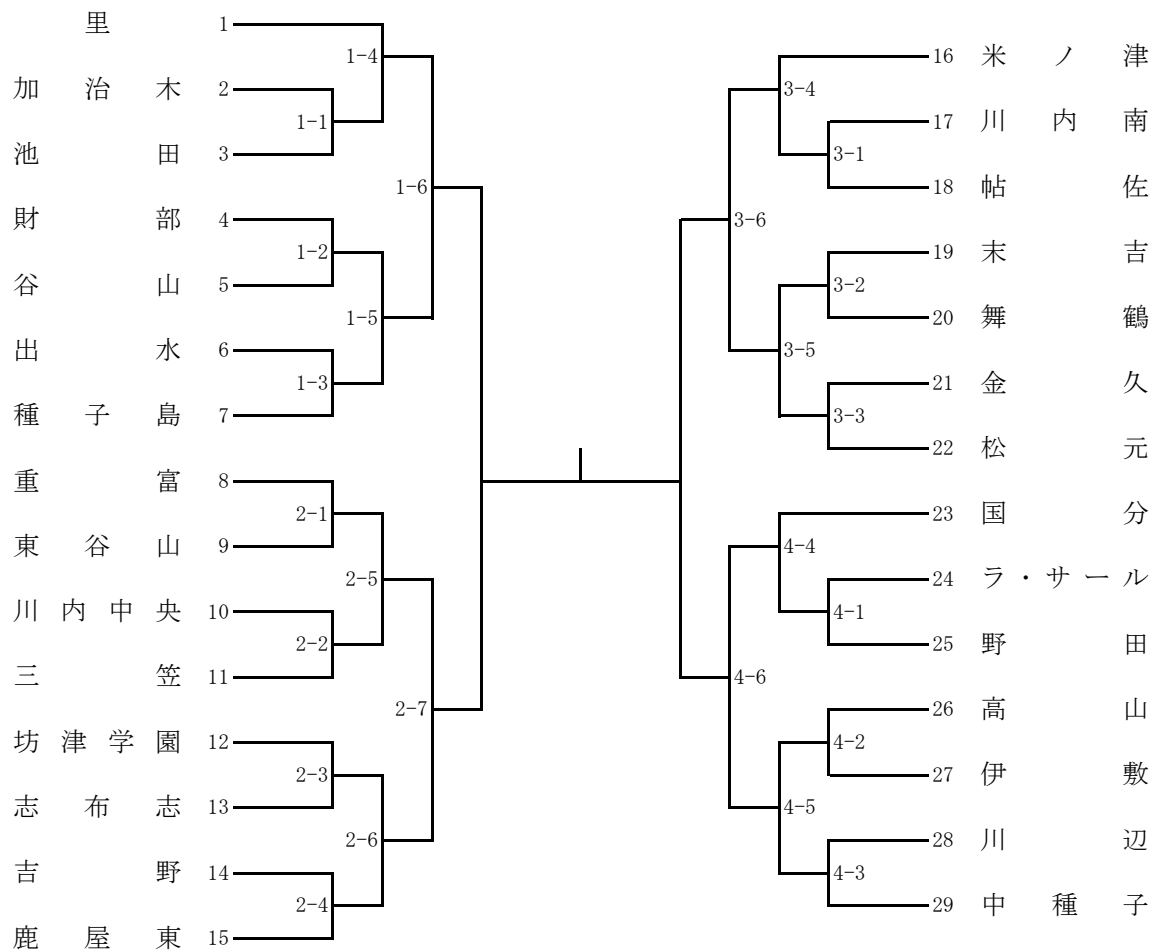 里 1
1-4
加治木 2
1-1
池田 3
1-6
財部 4
1-2
谷山 5
1-5
出水 6
1-3
種子島 7
重富 8
2-1
東谷山 9
2-5
川内中央 10
2-2
三笠 11
2-7
坊津学園 12
2-3
志布志 13
2-6
吉野 14
2-4
鹿屋東 15
16 米ノ津
3-4
17 川内南
3-1
18 帖佐
3-6
19 末吉
3-2
20 舞鶴
3-5
21 金久
3-3
22 松元
23 国分
4-4
24 ラ・サール
4-1
25 野田
4-6
26 高山
4-2
27 伊敷
4-5
28 川辺
4-3
29 中種子